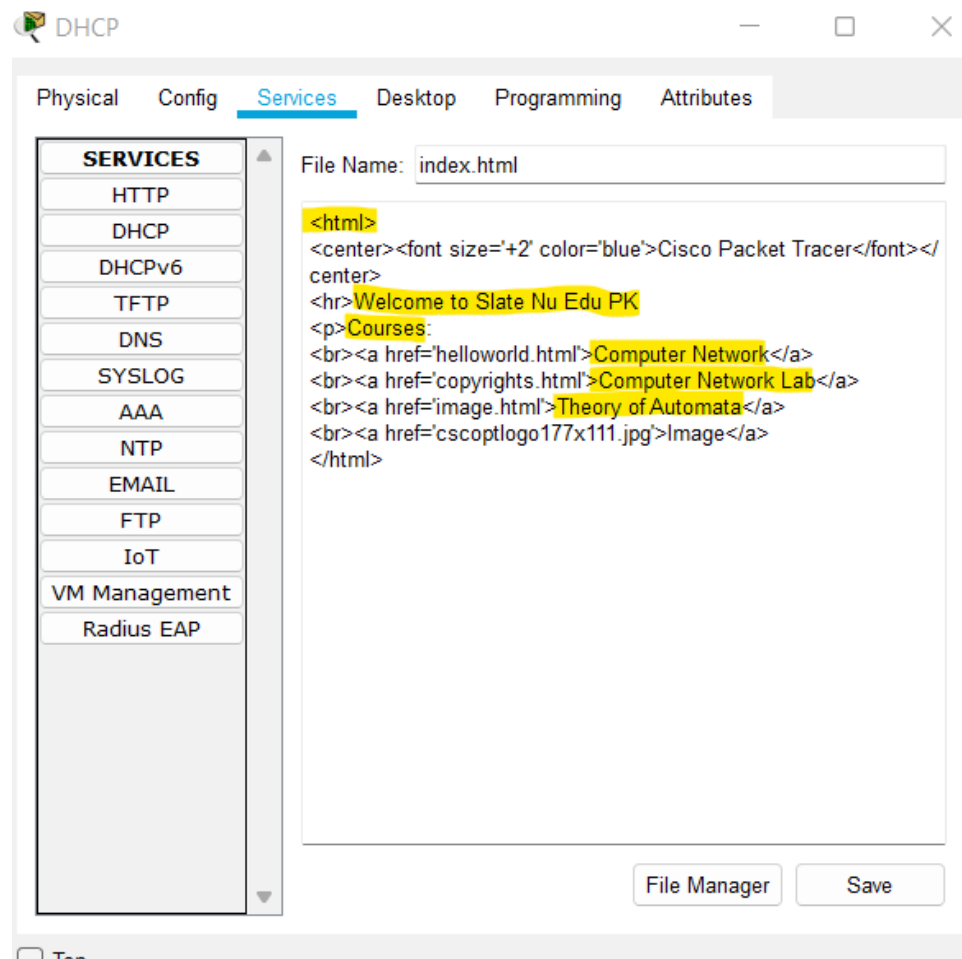 DHCP
Physical Config Services Desktop Programming Attributes
SERVICES
HTTP
DHCP
DHCPv6
TFTP
DNS
SYSLOG
AAA
NTP
EMAIL
FTP
IoT
VM Management
Radius EAP
File Name: index.html
<html>
<center><font size='+2' color='blue'>Cisco Packet Tracer</font></
center>
<hr>Welcome to Slate Nu Edu PK
<p>Courses:
<br><a href='helloworld.html'>Computer Network</a>
<br><a href='copyrights.html'>Computer Network Lab</a>
<br><a href='image.html'>Theory of Automata</a>
<br><a href='cscoptlogo177x111.jpg'>Image</a>
</html>
File Manager Save
Top